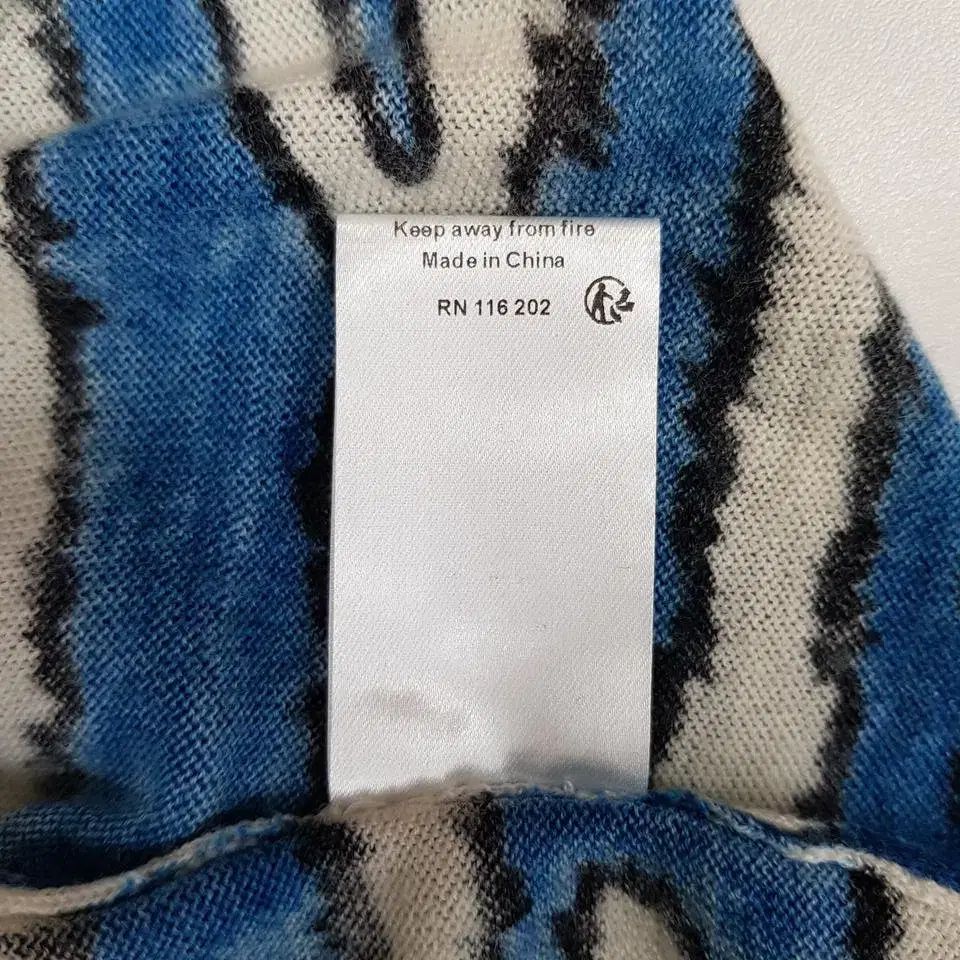 Keep away from fire
Made in China
RN 116 202